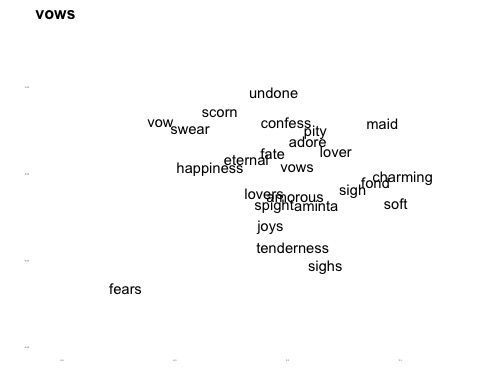 vows
undone
scorn
vow
confess
maid
swear
pity
adore
lover
fate
eternal
happiness
vows
charming
fond
sigh
lovers
amorous
soft
spight
aminta
joys
tenderness
sighs
fears